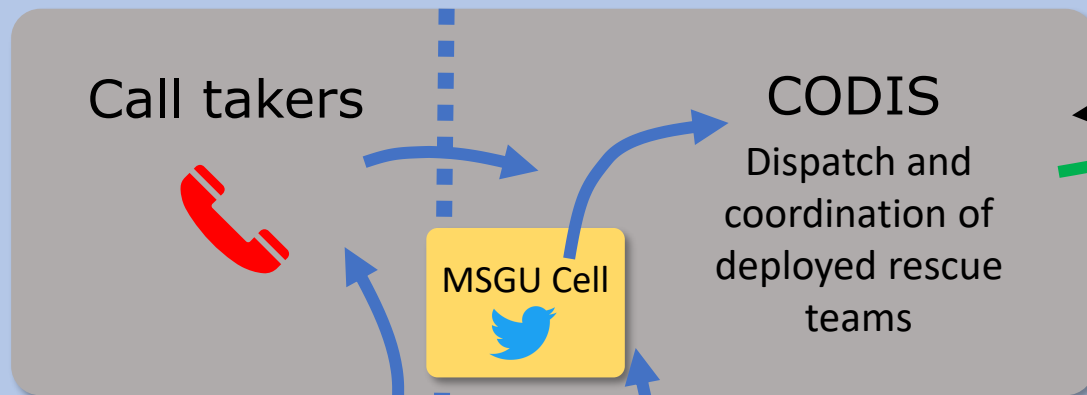 Call takers
MSGU Cell
CODIS
Dispatch and
coordination of
deployed rescue
teams